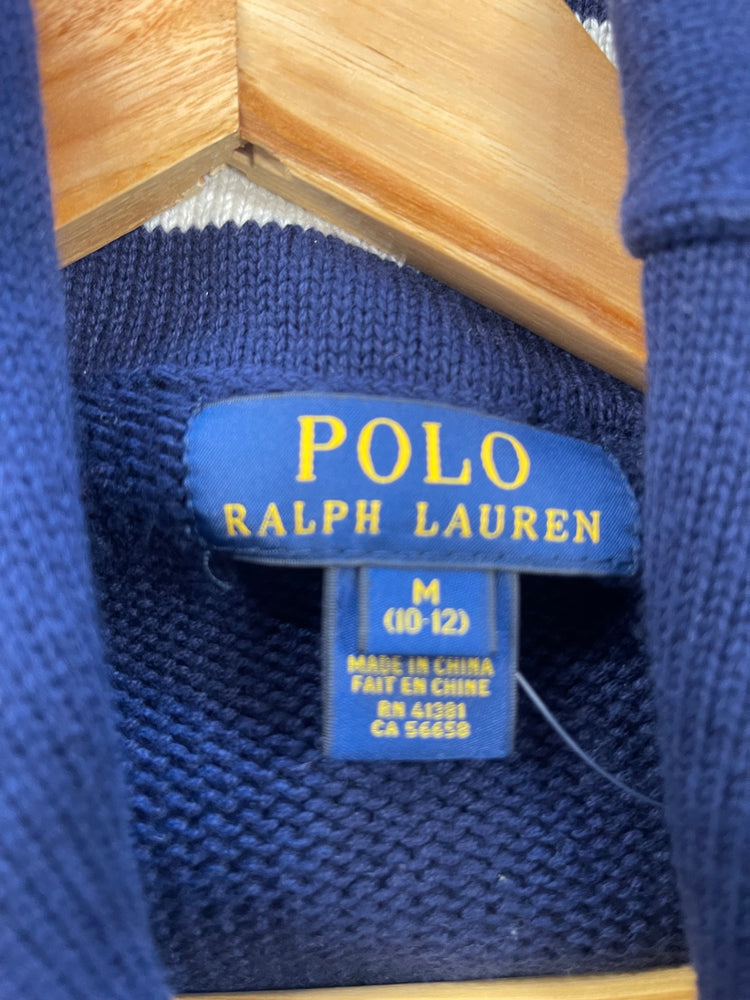 POLO
RALPH LAUREN
M
(10-12)
MADE IN CHINA
FAIT EN CHINE
RN 41381
CA 56658